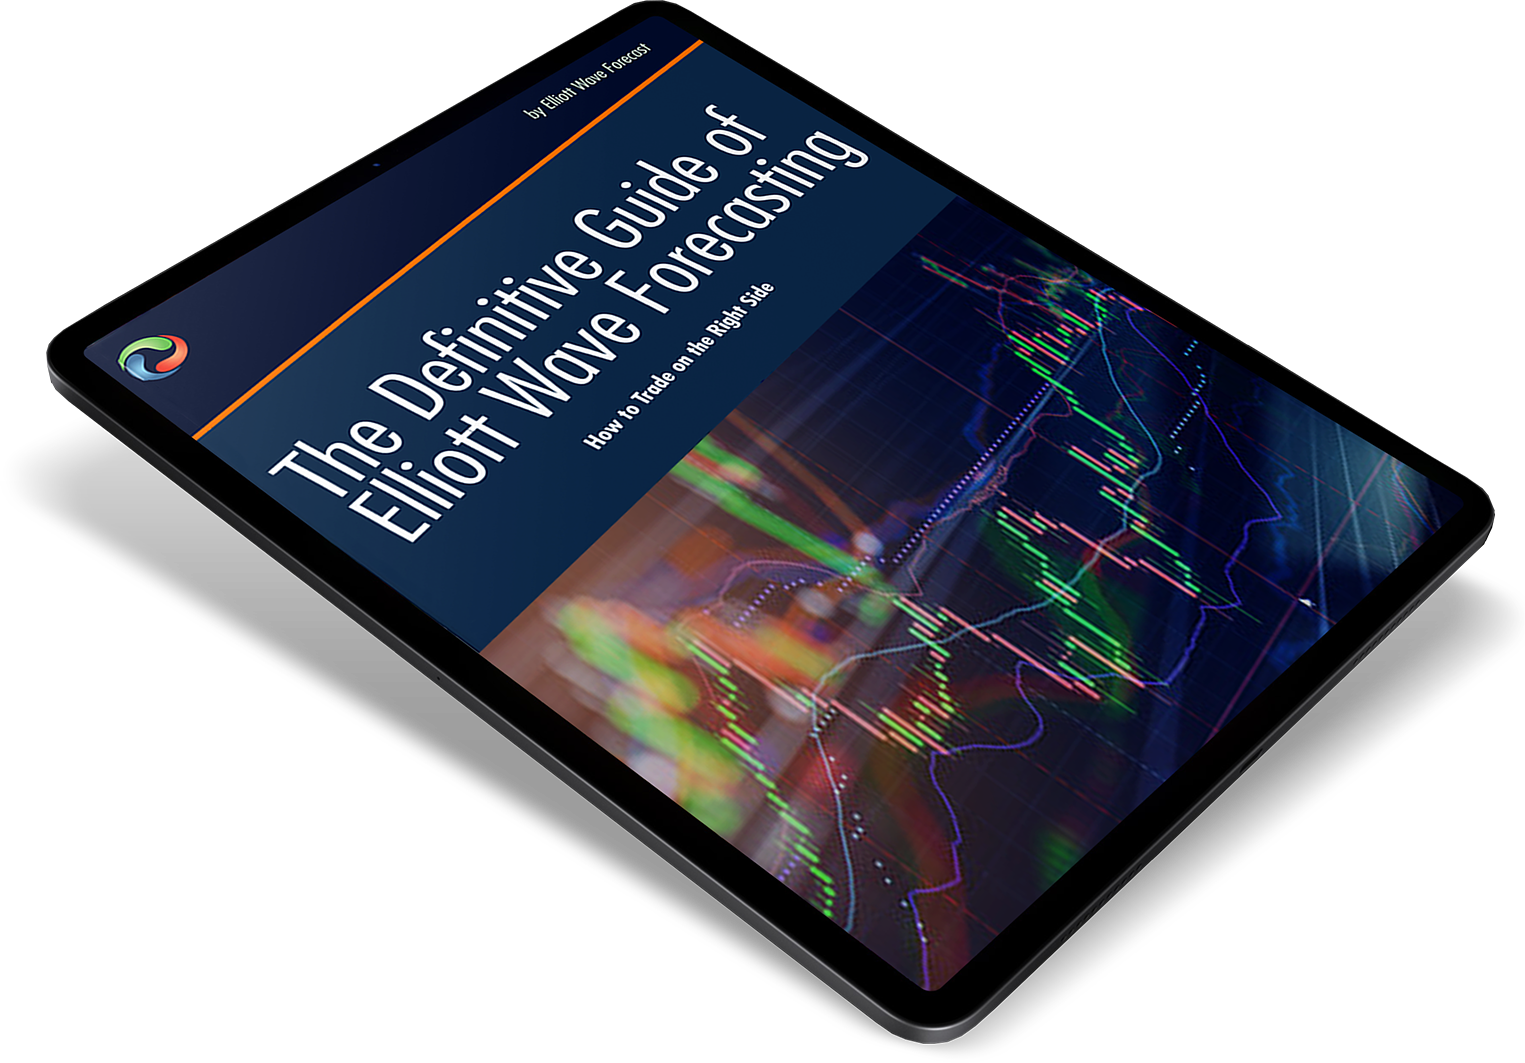 by Elliott Wave Forecast
The Definitive Guide of
Elliott Wave Forecasting
How to Trade on the Right Side